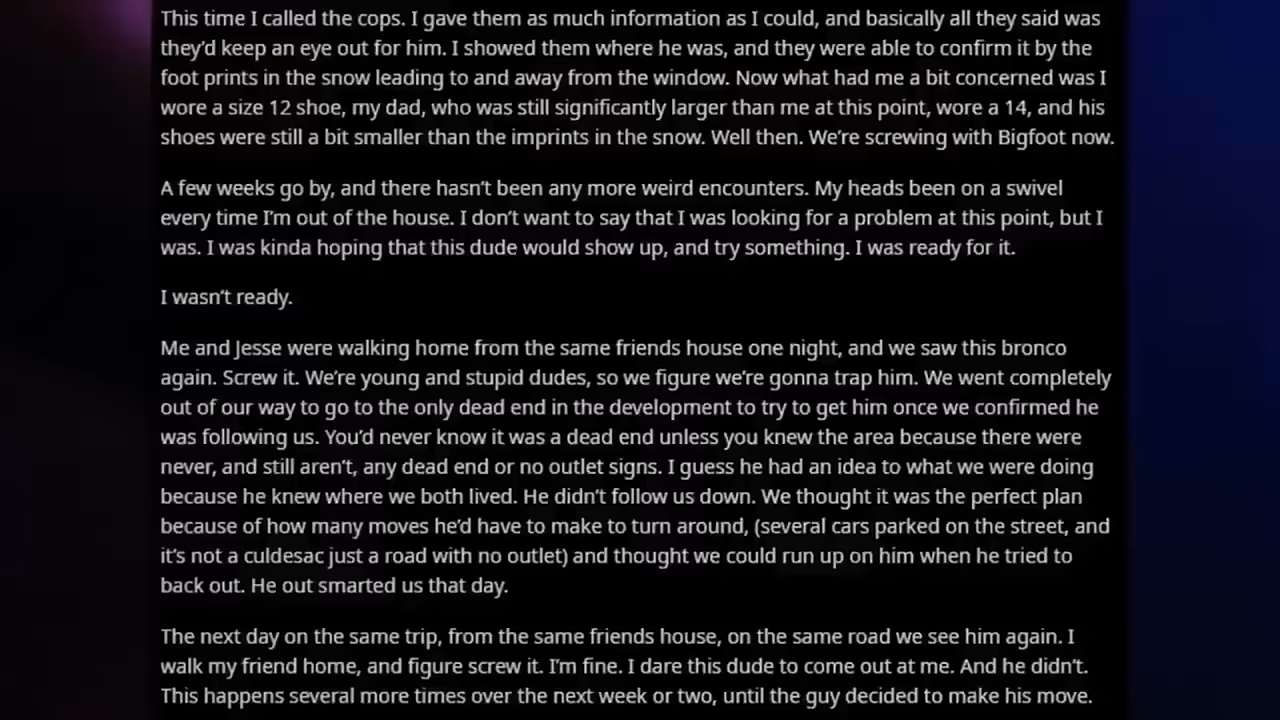 This time I called the cops. I gave them as much information as I could, and basically all they said was
they'd keep an eye out for him. I showed them where he was, and they were able to confirm it by the
foot prints in the snow leading to and away from the window. Now what had me a bit concerned was I
wore a size 12 shoe, my dad, who was still significantly larger than me at this point, wore a 14, and his
shoes were still a bit smaller than the imprints in the snow. Well then. We're screwing with Bigfoot now.
A few weeks go by, and there hasn't been any more weird encounters. My heads been on a swivel
every time I'm out of the house. I don't want to say that I was looking for a problem at this point, but I
was. I was kinda hoping that this dude would show up, and try something. I was ready for it.
I wasn't ready.
Me and Jesse were walking home from the same friends house one night, and we saw this bronco
again. Screw it. We're young and stupid dudes, so we figure we're gonna trap him. We went completely
out of our way to go to the only dead end in the development to try to get him once we confirmed he
was following us. You'd never know it was a dead end unless you knew the area because there were
never, and still aren't, any dead end or no outlet signs. I guess he had an idea to what we were doing
because he knew where we both lived. He didn't follow us down. We thought it was the perfect plan
because of how many moves he'd have to make to turn around, (several cars parked on the street, and
it's not a culdesac just a road with no outlet) and thought we could run up on him when he tried to
back out. He out smarted us that day.
The next day on the same trip, from the same friends house, on the same road we see him again. I
walk my friend home, and figure screw it. I'm fine. I dare this dude to come out at me. And he didn't.
This happens several more times over the next week or two, until the guy decided to make his move.